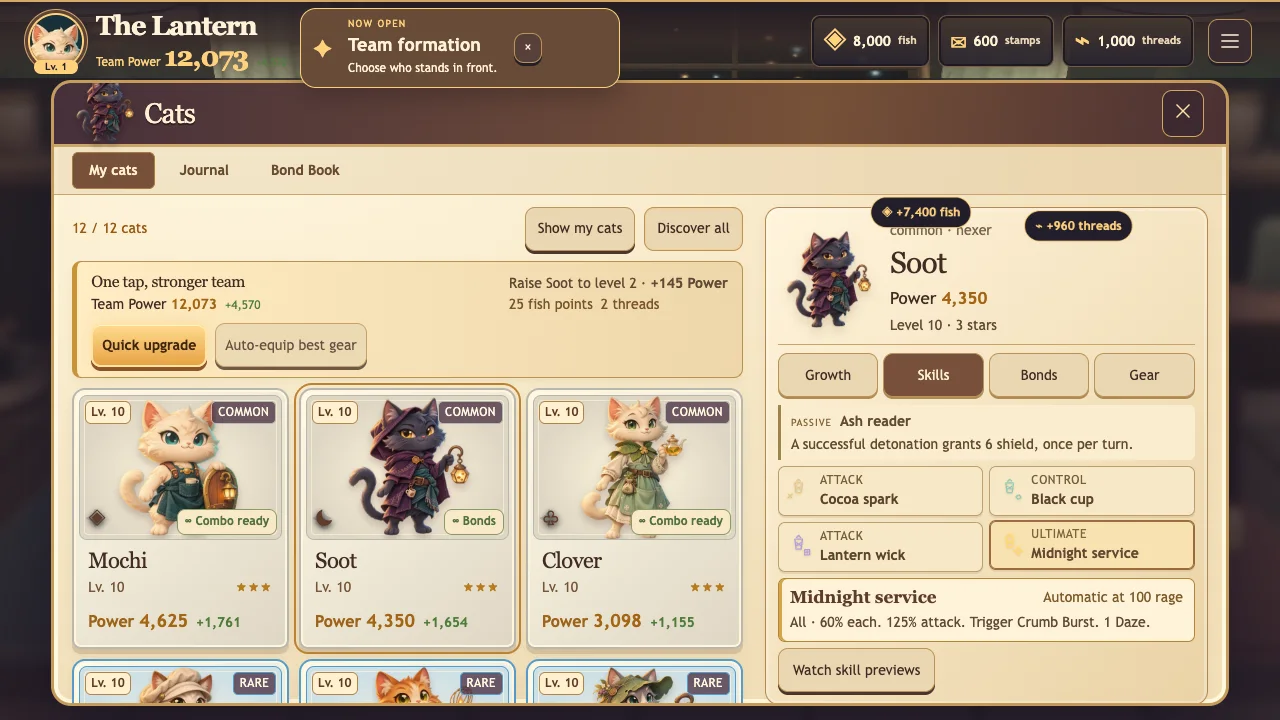 The Lantern
Team Power 12,073
Lv. 1
NOW OPEN
Team formation
Choose who stands in front.
×
8,000 fish
600 stamps
1,000 threads
Cats
My cats
Journal
Bond Book
12 / 12 cats
Show my cats
Discover all
One tap, stronger team
Team Power 12,073 +4,570
Raise Soot to level 2 · +145 Power
25 fish points 2 threads
Quick upgrade
Auto-equip best gear
Lv. 10
COMMON
∞ Combo ready
Mochi
Lv. 10 ★★★
Power 4,625 +1,761
Lv. 10
COMMON
∞ Bonds
Soot
Lv. 10 ★★★
Power 4,350 +1,654
Lv. 10
COMMON
∞ Combo ready
Clover
Lv. 10 ★★★
Power 3,098 +1,155
Lv. 10
RARE
Lv. 10
RARE
Lv. 10
RARE
+7,400 fish
+960 threads
common · hexer
Soot
Power 4,350
Level 10 · 3 stars
Growth
Skills
Bonds
Gear
PASSIVE Ash reader
A successful detonation grants 6 shield, once per turn.
ATTACK
Cocoa spark
CONTROL
Black cup
ATTACK
Lantern wick
ULTIMATE
Midnight service
Midnight service
Automatic at 100 rage
All · 60% each. 125% attack. Trigger Crumb Burst. 1 Daze.
Watch skill previews